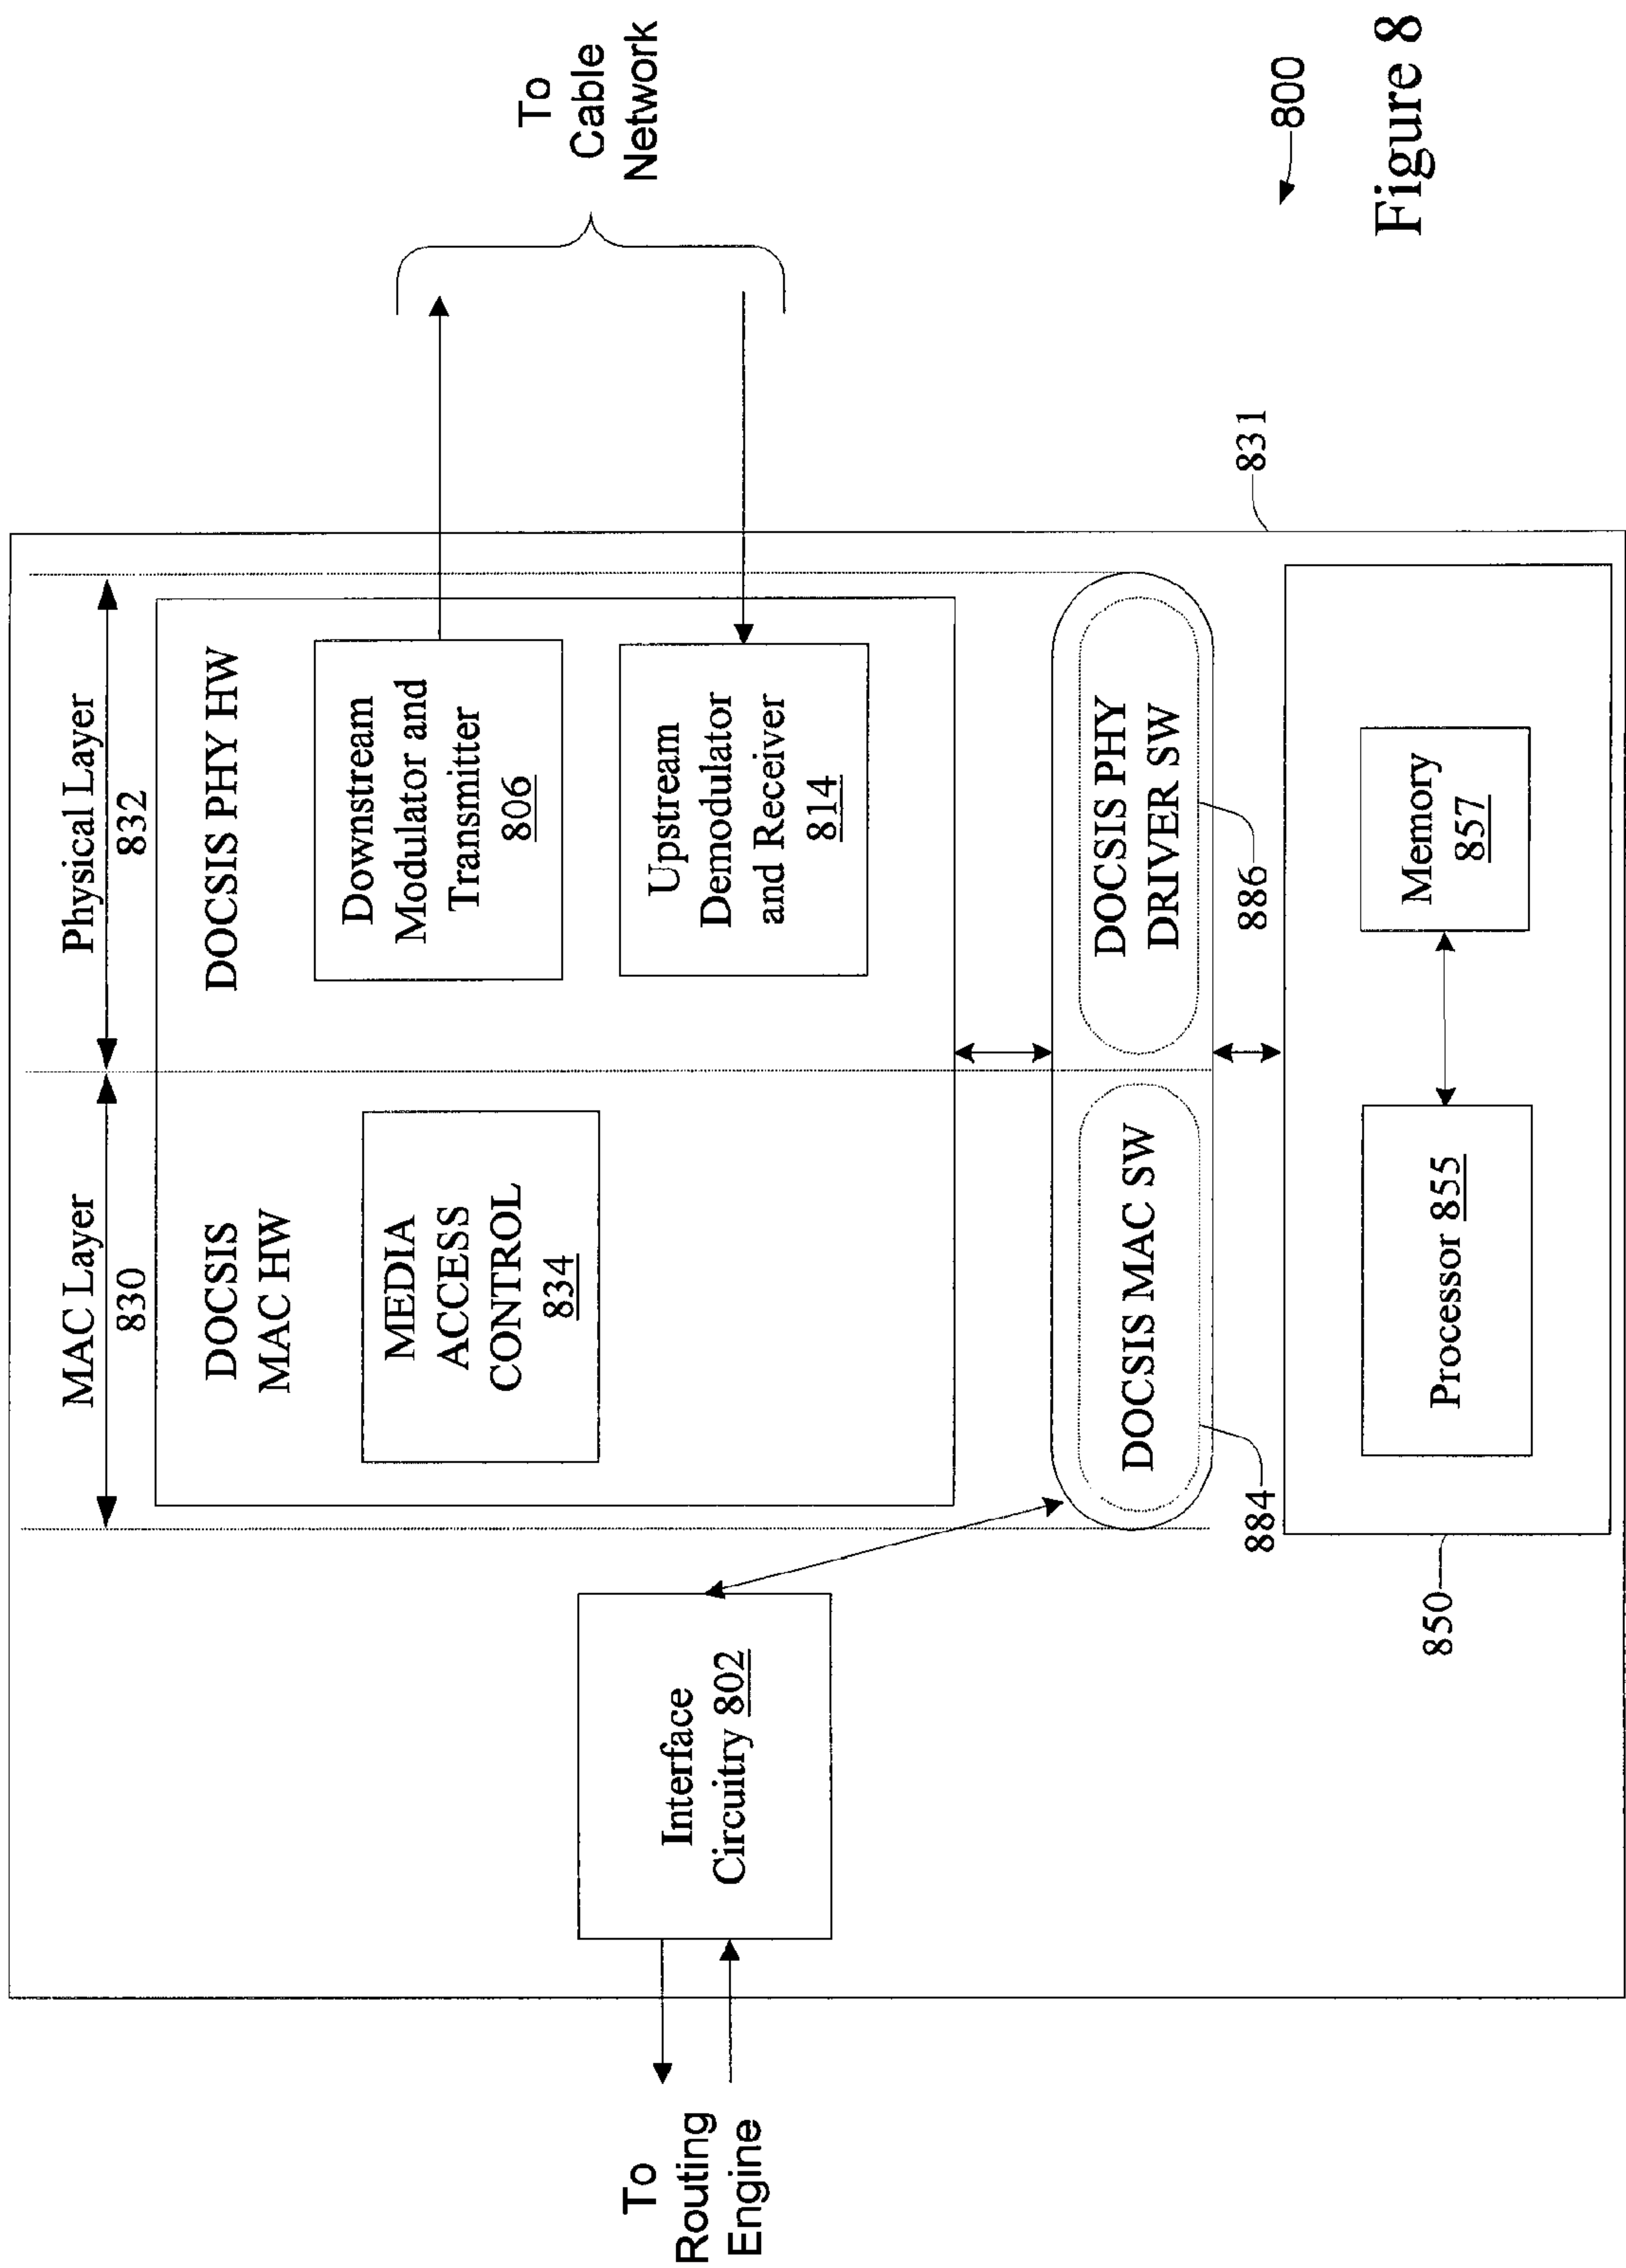 MAC Layer
830
Physical Layer
832
DOCSIS
MAC HW
DOCSIS PHY HW
MEDIA
ACCESS
CONTROL
834
Downstream
Modulator and
Transmitter
806
Upstream
Demodulator
and Receiver
814
To
Cable
Network
Interface
Circuitry 802
To
Routing
Engine
DOCSIS MAC SW
DOCSIS PHY
DRIVER SW
884
886
831
850
Processor 855
Memory
857
800
Figure 8